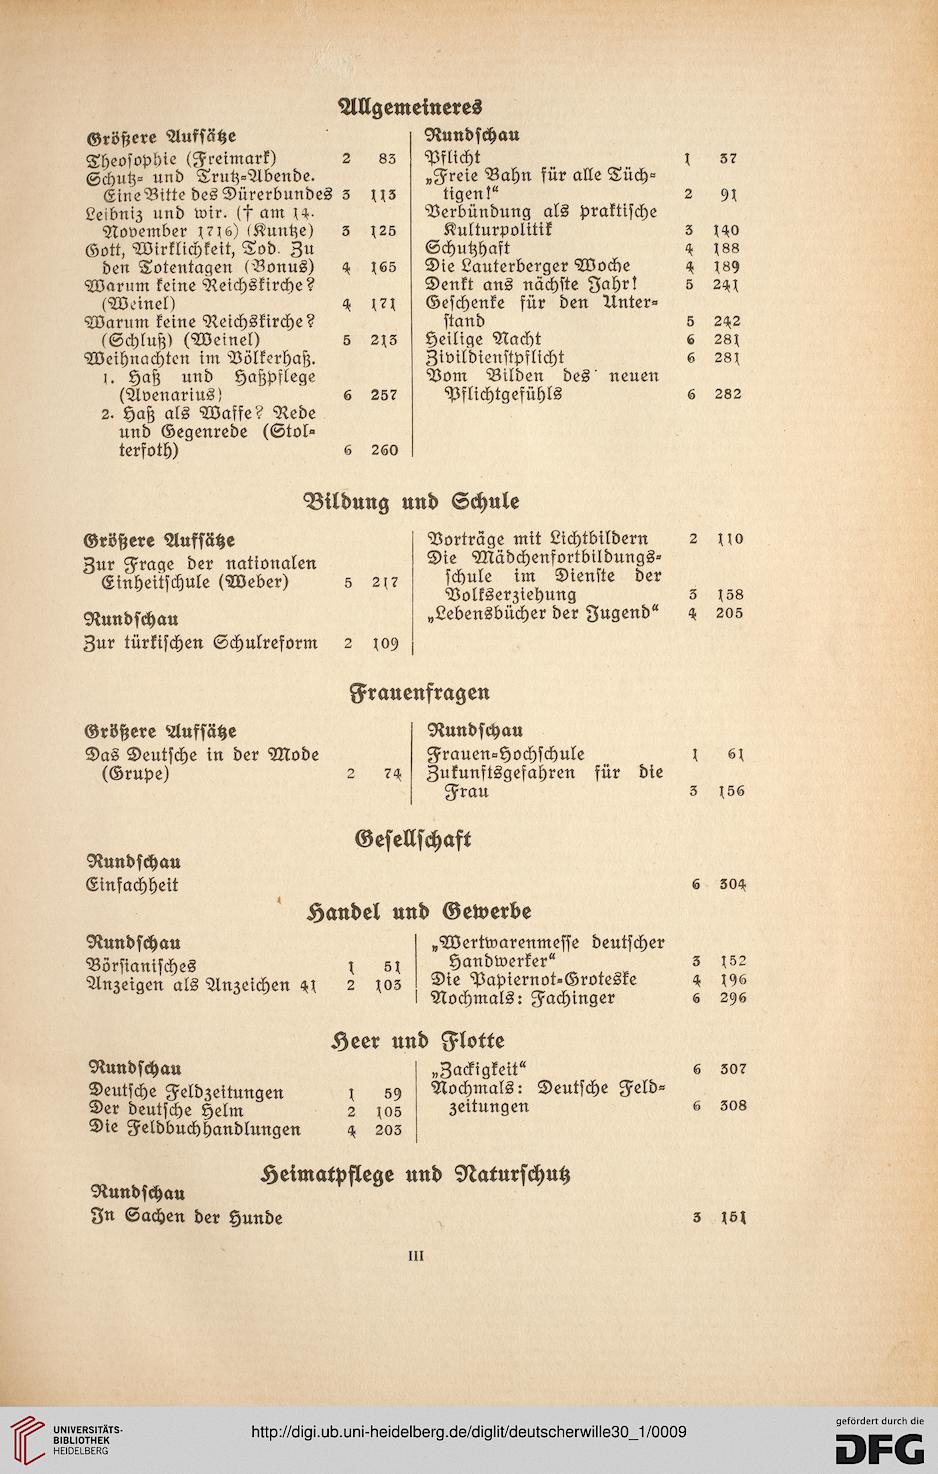 Allgemeineres
Größere Aufsätze
Theosophie (Freimark) 2 83
Schutz- und Trutz-Abende.
Eine Bitte des Dürerbundes 3 113
Leibniz und wir. († am 14.
November 1716) (Kuntze) 3 125
Gott, Wirklichkeit, Tod. Zu
den Totentagen (Bonus) 4 165
Warum keine Reichskirche?
(Weinel) 4 171
Warum keine Reichskirche?
(Schluß) (Weinel) 5 213
Weihnachten im Völkerhaß.
1. Haß und Haßpflege
(Avenarius) 6 257
2. Haß als Waffe? Rede
und Gegenrede (Stol-
terfoth) 6 260
Rundschau
Pflicht 1 37
„Freie Bahn für alle Tüch-
tigen!“ 2 91
Verbündung als praktische
Kulturpolitik 3 140
Schutzhaft 4 188
Die Lauterberger Woche 4 189
Denkt ans nächste Jahr! 5 241
Geschenke für den Unter-
stand 5 242
Heilige Nacht 6 281
Zivildienstpflicht 6 281
Vom Bilden des neuen
Pflichtgefühls 6 282
Bildung und Schule
Größere Aufsätze
Zur Frage der nationalen
Einheitschule (Weber) 5 217
Rundschau
Zur türkischen Schulreform 2 109
Vorträge mit Lichtbildern 2 110
Die Mädchenfortbildungs-
schule im Dienste der
Volkserziehung 3 158
„Lebensbücher der Jugend“ 4 205
Frauenfragen
Größere Aufsätze
Das Deutsche in der Mode
(Grupe) 2 74
Rundschau
Frauen-Hochschule 1 61
Zukunftsgefahren für die
Frau 3 156
Gesellschaft
Rundschau
Einfachheit 6 304
Handel und Gewerbe
Rundschau
Börsianisches 1 51
Anzeigen als Anzeichen 41 2 103
„Wertwarenmesse deutscher
Handwerker“ 3 152
Die Papiernot-Groteske 4 196
Nochmals: Fachinger 6 296
Heer und Flotte
Rundschau
Deutsche Feldzeitungen 1 59
Der deutsche Helm 2 105
Die Feldbuchhandlungen 4 203
„Zackigkeit“ 6 307
Nochmals: Deutsche Feld-
zeitungen 6 308
Heimatpflege und Naturschutz
Rundschau
In Sachen der Hunde 3 151
III
UNIVERSITÄTS-
BIBLIOTHEK
HEIDELBERG
http://digi.ub.uni-heidelberg.de/diglit/deutscherwille30_1/0009
gefördert durch die
DFG